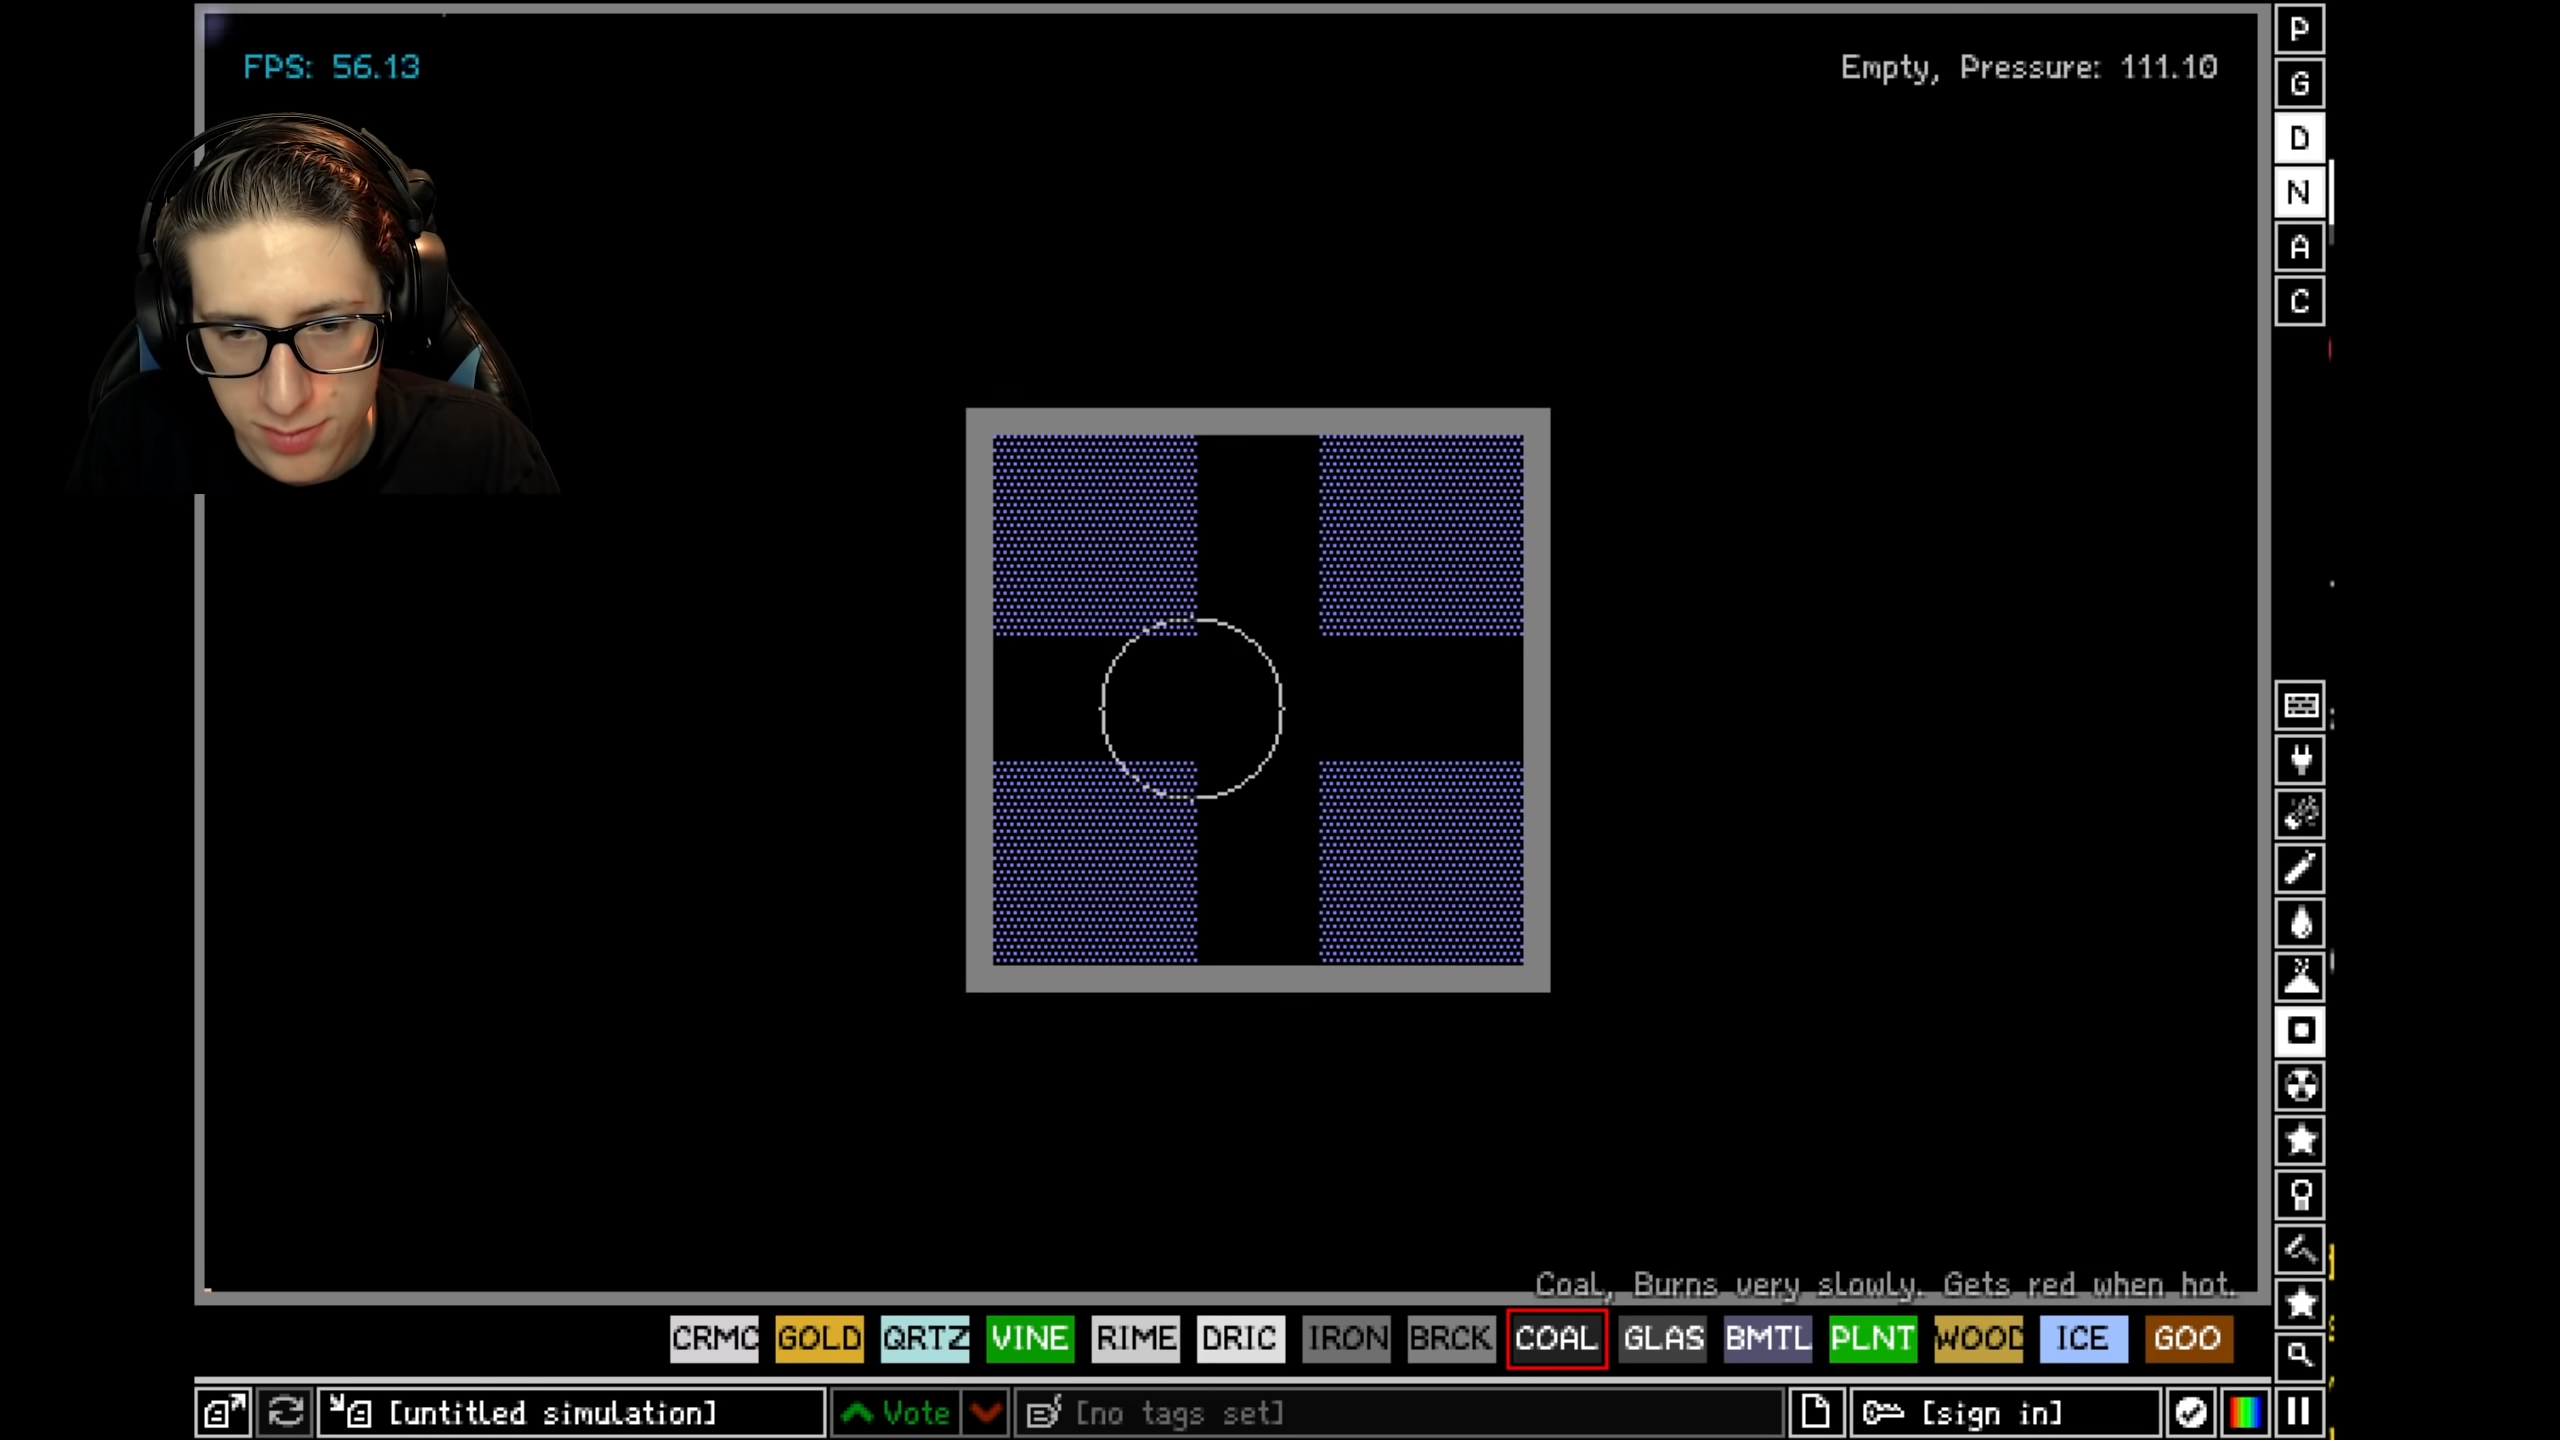 FPS: 56.13
Empty, Pressure: 111.10
P
G
D
N
A
C
Coal, Burns very slowly. Gets red when hot.
CRMC GOLD QRTZ VINE RIME DRIC IRON BRCK COAL GLAS BMTL PLNT WOOD ICE GOO
[untitled simulation] Vote [no tags set] [sign in]